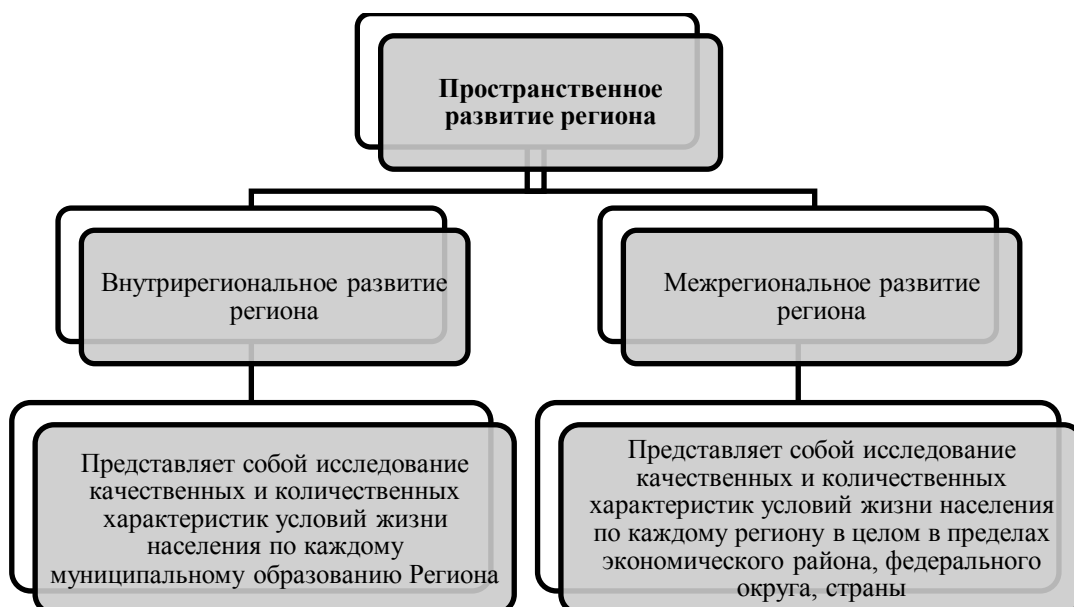 Пространственное
развитие региона
Внутрирегиональное развитие
региона
Межрегиональное развитие
региона
Представляет собой исследование
качественных и количественных
характеристик условий жизни
населения по каждому
муниципальному образованию Региона
Представляет собой исследование
качественных и количественных
характеристик условий жизни населения
по каждому региону в целом в пределах
экономического района, федерального
округа, страны